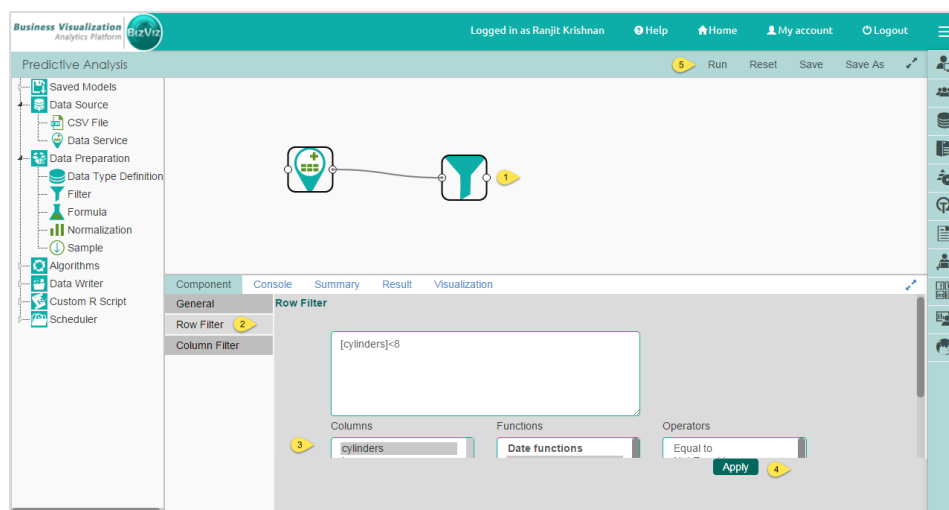 Business Visualization
Analytics Platform
BizViz
Logged in as Ranjit Krishnan
Help
Home
My account
Logout
Predictive Analysis
5
Run
Reset
Save
Save As
Saved Models
Data Source
CSV File
Data Service
Data Preparation
Data Type Definition
Filter
Formula
Normalization
Sample
Algorithms
Data Writer
Custom R Script
Scheduler
1
Component
Console
Summary
Result
Visualization
General
Row Filter
2
Column Filter
Row Filter
[cylinders]<8
Columns
Functions
Operators
3
cylinders
Date functions
Equal to
Apply
4